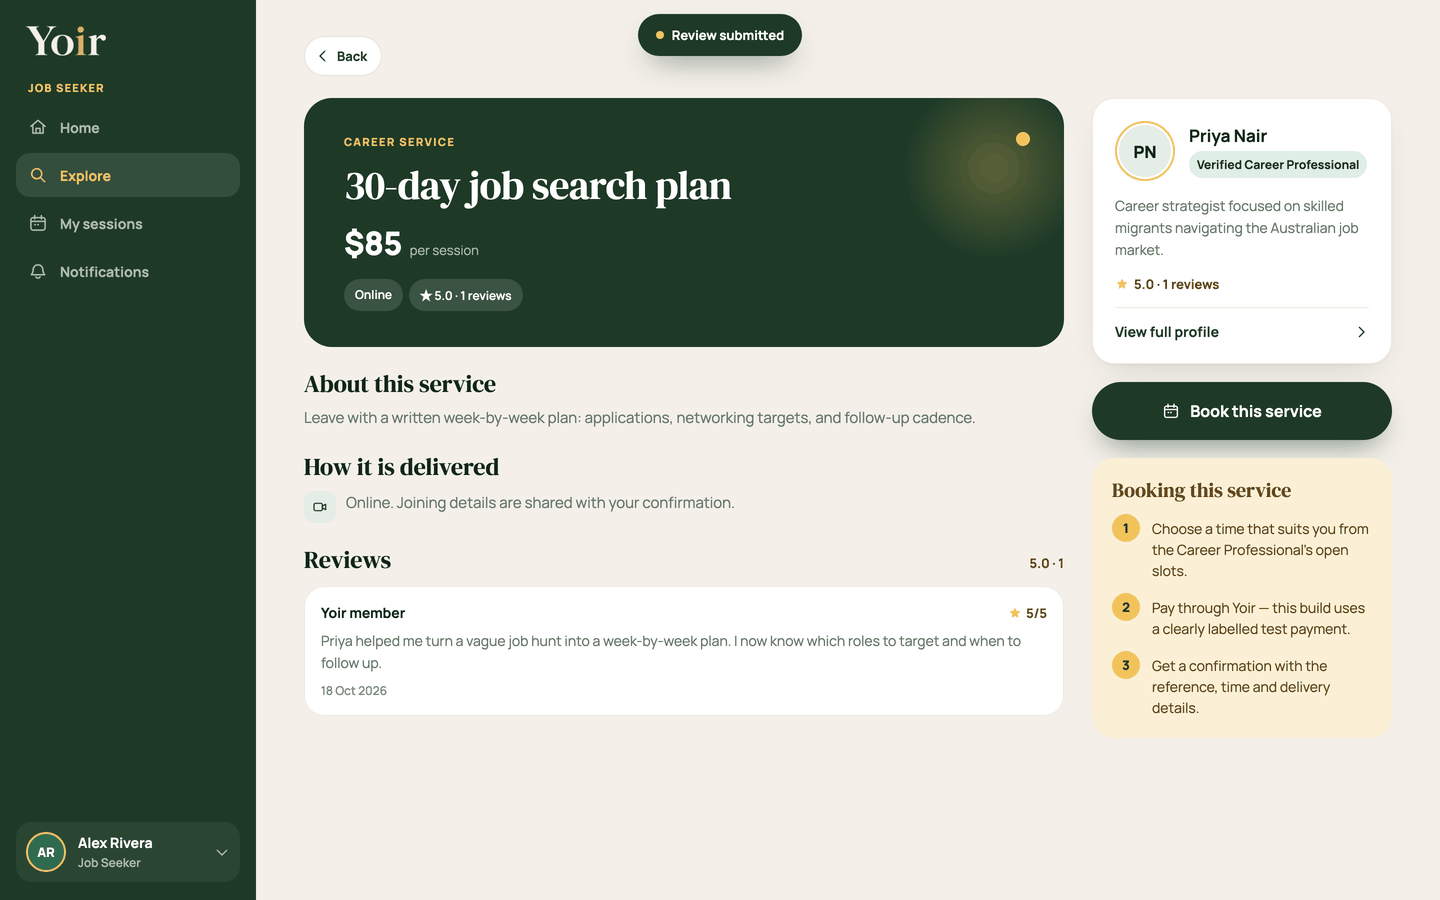 Yoir
JOB SEEKER
Home
Explore
My sessions
Notifications
AR
Alex Rivera
Job Seeker
Review submitted
Back
CAREER SERVICE
30-day job search plan
$85 per session
Online
★ 5.0 · 1 reviews
About this service
Leave with a written week-by-week plan: applications, networking targets, and follow-up cadence.
How it is delivered
Online. Joining details are shared with your confirmation.
Reviews
5.0 · 1
Yoir member
★ 5/5
Priya helped me turn a vague job hunt into a week-by-week plan. I now know which roles to target and when to
follow up.
18 Oct 2026
PN
Priya Nair
Verified Career Professional
Career strategist focused on skilled
migrants navigating the Australian job
market.
★ 5.0 · 1 reviews
View full profile
Book this service
Booking this service
1
Choose a time that suits you from
the Career Professional's open
slots.
2
Pay through Yoir — this build uses
a clearly labelled test payment.
3
Get a confirmation with the
reference, time and delivery
details.